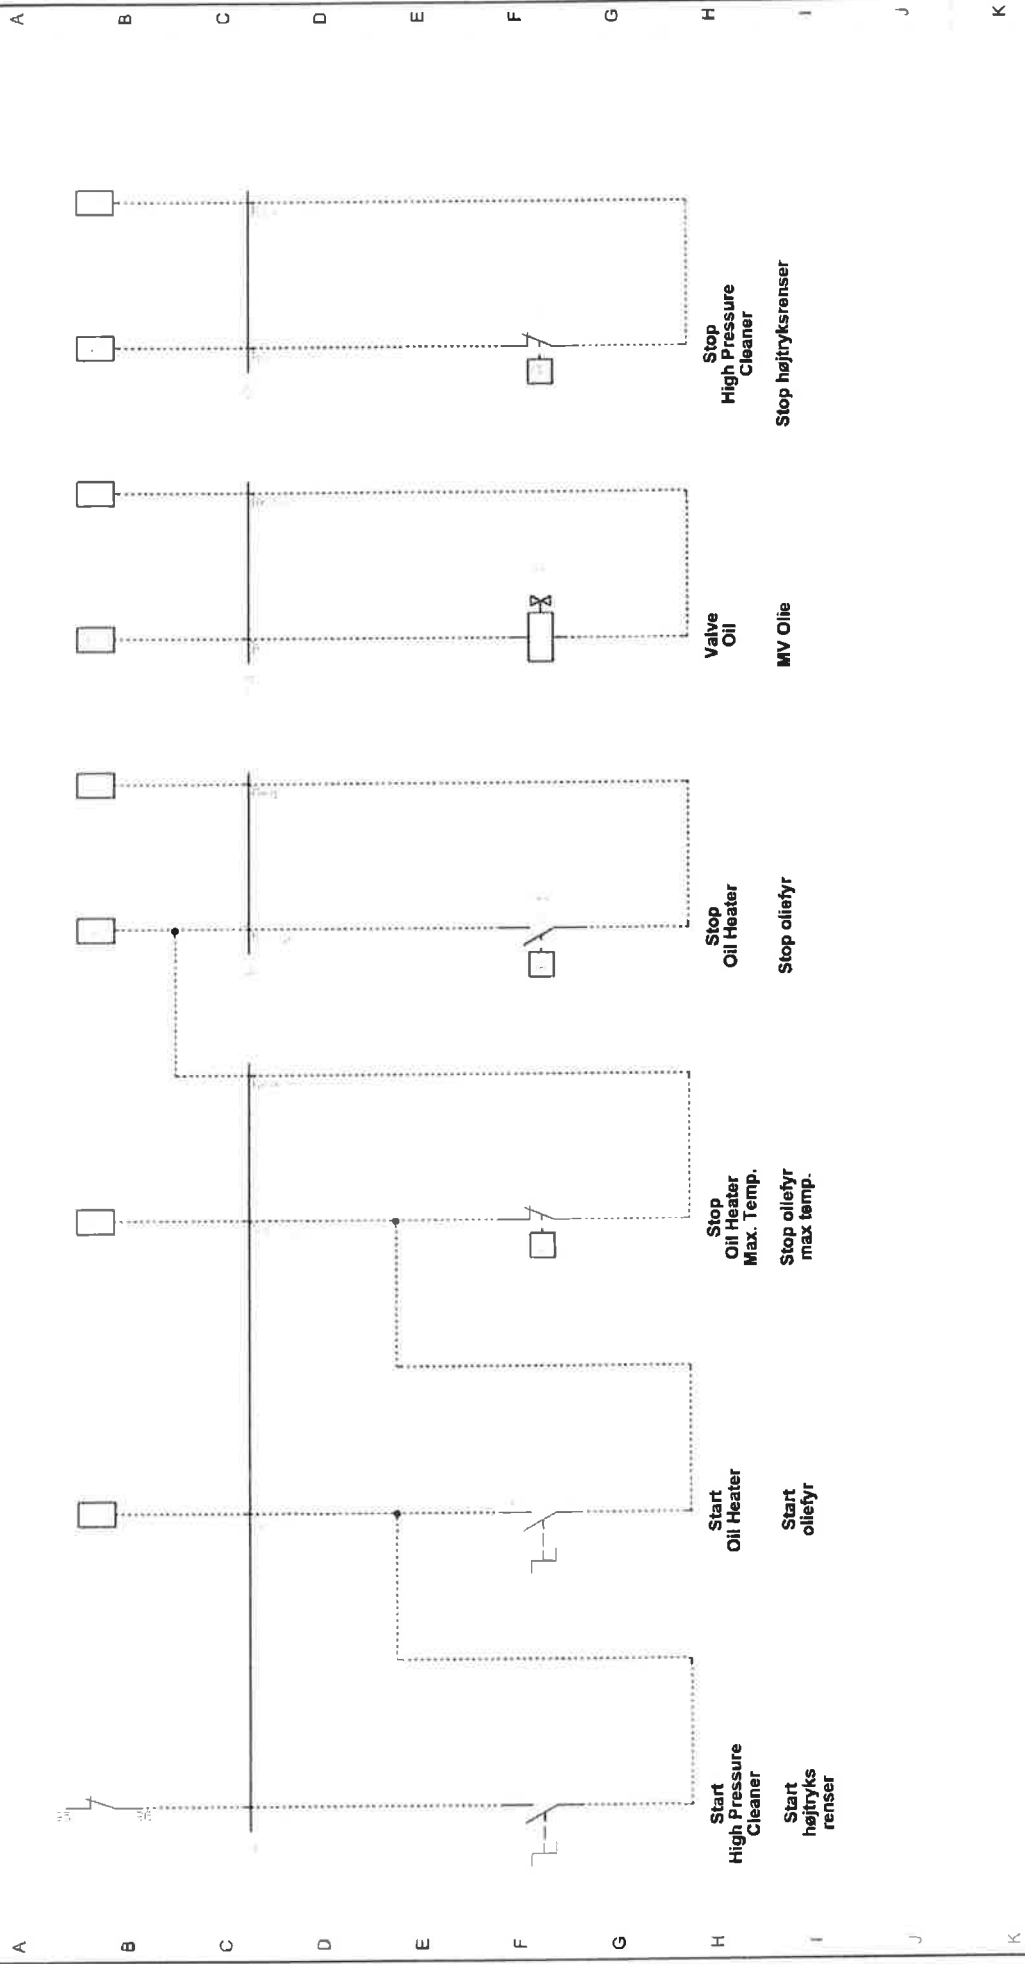 A
B
C
D
E
F
G
H
I
J
K
Start
High Pressure
Cleaner
Start
højtryks
renser
Start
Oil Heater
Start
oliefyr
Stop
Oil Heater
Max. Temp.
Stop oliefyr
max temp.
Stop
Oil Heater
Stop oliefyr
Valve
Oil
MV Olie
Stop
High Pressure
Cleaner
Stop højtryksrenser
A
B
C
D
E
F
G
H
I
J
K